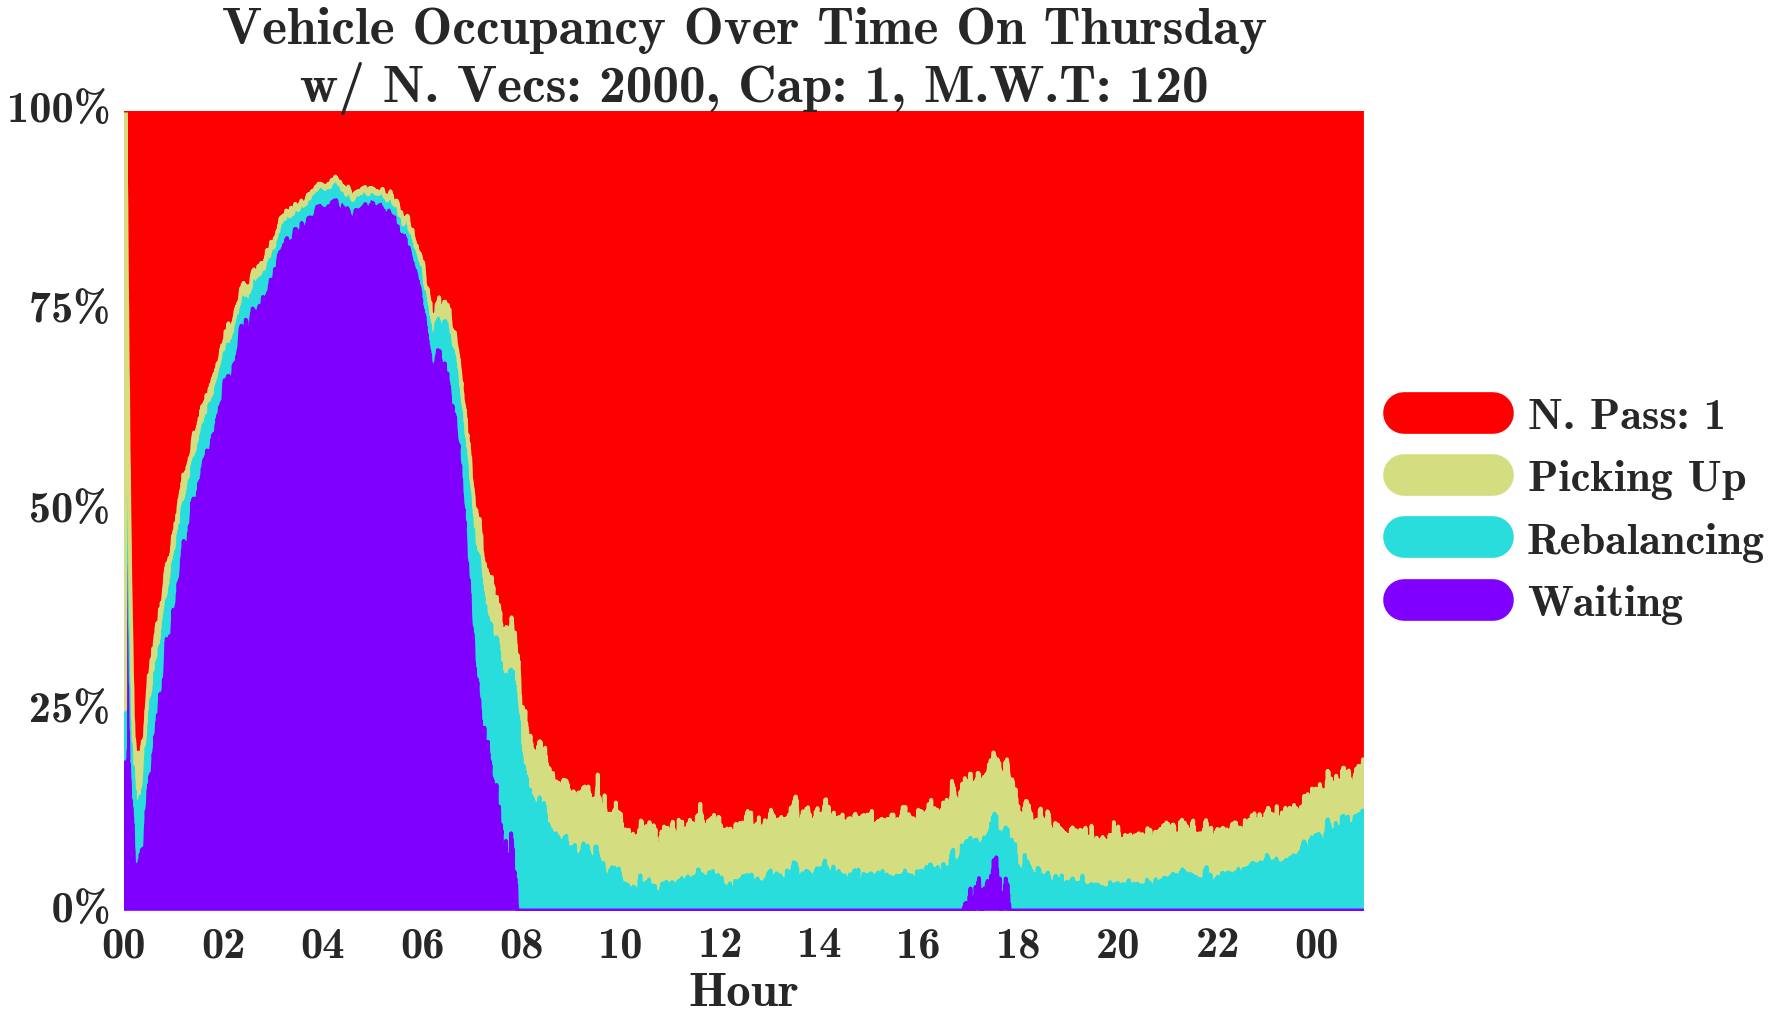 Vehicle Occupancy Over Time On Thursday
w/ N. Vecs: 2000, Cap: 1, M.W.T: 120
100%
75%
50%
25%
0%
00 02 04 06 08 10 12 14 16 18 20 22 00
Hour
N. Pass: 1
Picking Up
Rebalancing
Waiting